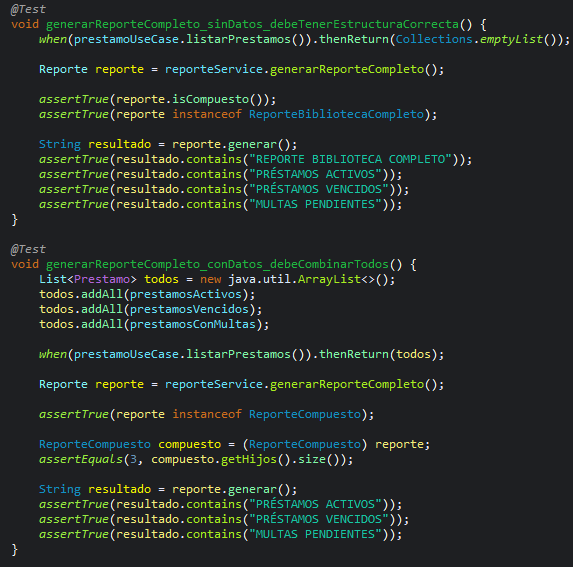 @Test
void generarReporteCompleto_sinDatos_debeTenerEstructuraCorrecta() {
    when(prestamoUseCase.listarPrestamos()).thenReturn(Collections.emptyList());

    Reporte reporte = reporteService.generarReporteCompleto();

    assertTrue(reporte.isCompuesto());
    assertTrue(reporte instanceof ReporteBibliotecaCompleto);

    String resultado = reporte.generar();
    assertTrue(resultado.contains("REPORTE BIBLIOTECA COMPLETO"));
    assertTrue(resultado.contains("PRÉSTAMOS ACTIVOS"));
    assertTrue(resultado.contains("PRÉSTAMOS VENCIDOS"));
    assertTrue(resultado.contains("MULTAS PENDIENTES"));
}

@Test
void generarReporteCompleto_conDatos_debeCombinarTodos() {
    List<Prestamo> todos = new java.util.ArrayList<>();
    todos.addAll(prestamosActivos);
    todos.addAll(prestamosVencidos);
    todos.addAll(prestamosConMultas);

    when(prestamoUseCase.listarPrestamos()).thenReturn(todos);

    Reporte reporte = reporteService.generarReporteCompleto();

    assertTrue(reporte instanceof ReporteCompuesto);

    ReporteCompuesto compuesto = (ReporteCompuesto) reporte;
    assertEquals(3, compuesto.getHijos().size());

    String resultado = reporte.generar();
    assertTrue(resultado.contains("PRÉSTAMOS ACTIVOS"));
    assertTrue(resultado.contains("PRÉSTAMOS VENCIDOS"));
    assertTrue(resultado.contains("MULTAS PENDIENTES"));
}